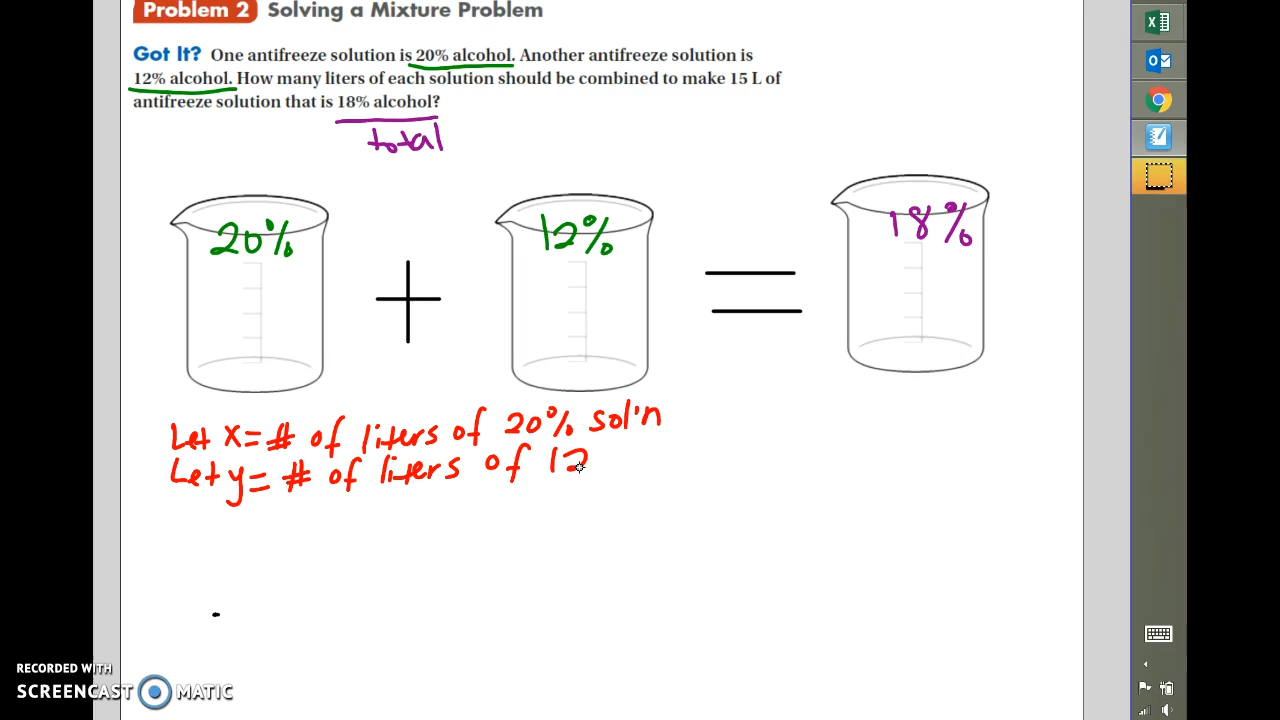 Problem 2 Solving a Mixture Problem
Got It? One antifreeze solution is 20% alcohol. Another antifreeze solution is
12% alcohol. How many liters of each solution should be combined to make 15 L of
antifreeze solution that is 18% alcohol?
total
20% 12% 18%
Let x = # of liters of 20% sol'n
Let y = # of liters of 12
RECORDED WITH
SCREENCAST MATIC